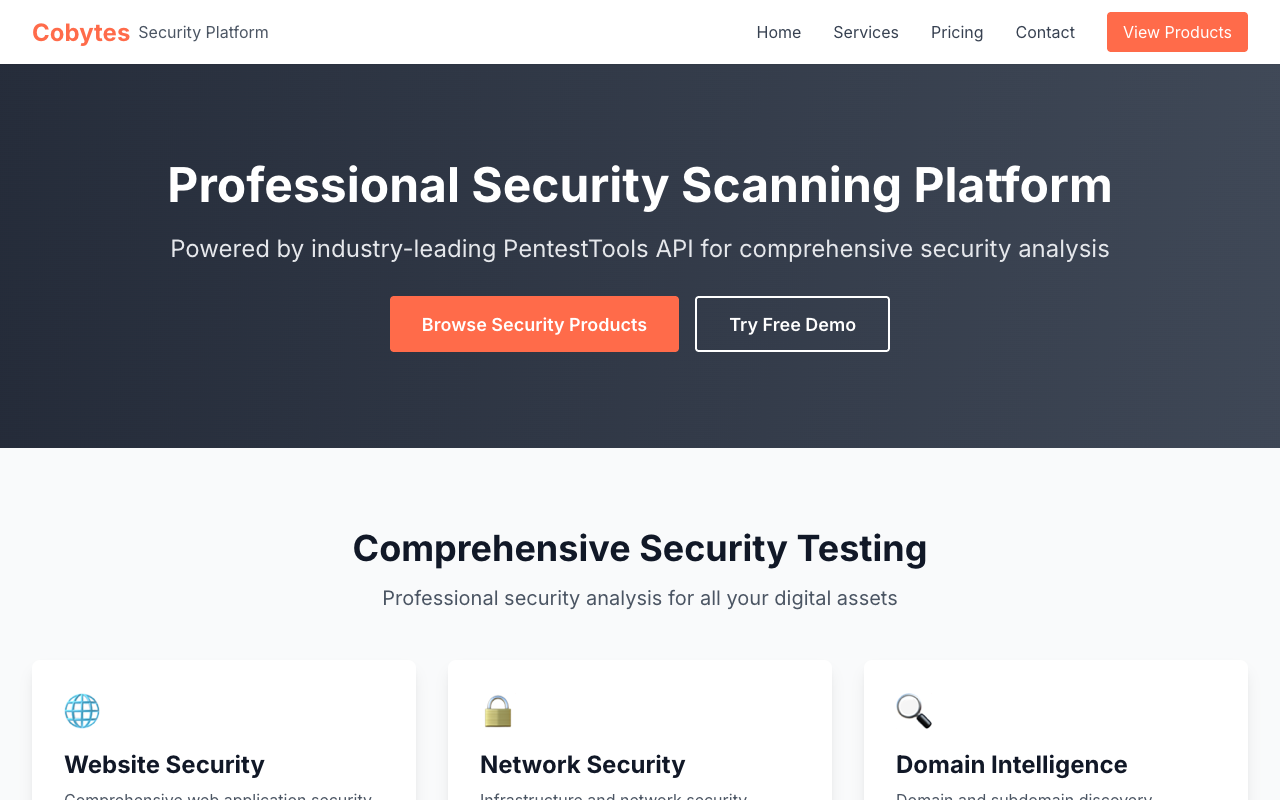 Cobytes Security Platform
Home Services Pricing Contact View Products
Professional Security Scanning Platform
Powered by industry-leading PentestTools API for comprehensive security analysis
Browse Security Products Try Free Demo
Comprehensive Security Testing
Professional security analysis for all your digital assets
Website Security
Comprehensive web application security
Network Security
Infrastructure and network security
Domain Intelligence
Domain and subdomain discovery